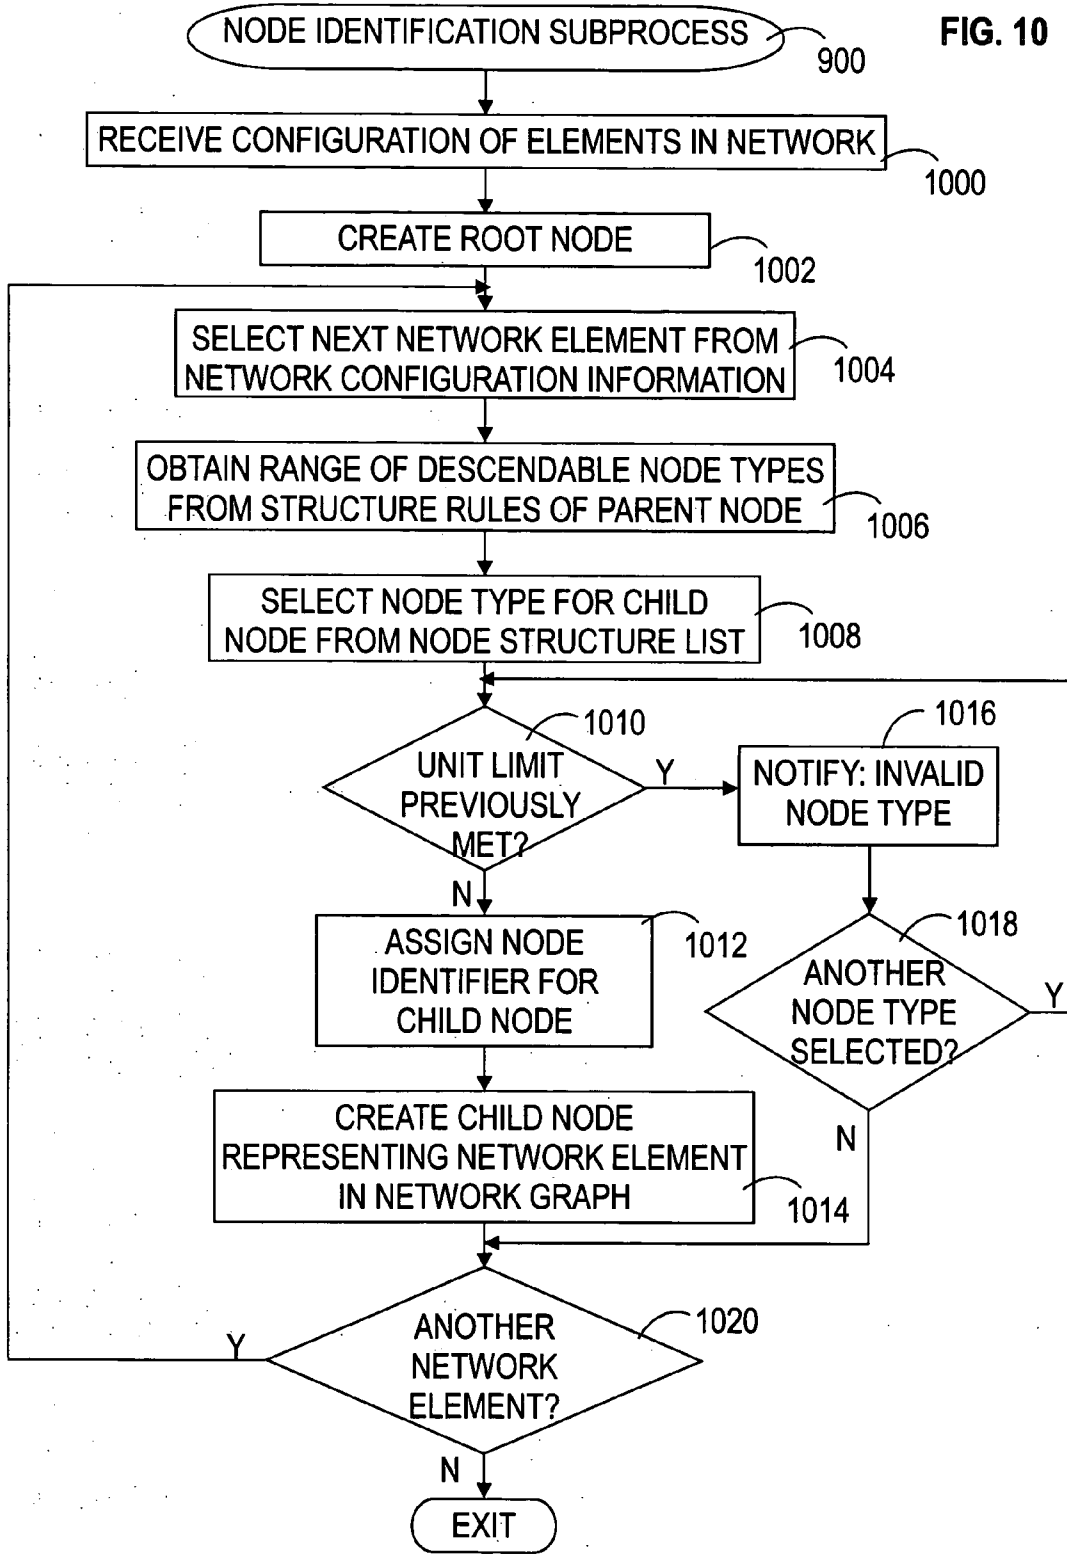 NODE IDENTIFICATION SUBPROCESS
FIG. 10
900
RECEIVE CONFIGURATION OF ELEMENTS IN NETWORK
1000
CREATE ROOT NODE
1002
SELECT NEXT NETWORK ELEMENT FROM
NETWORK CONFIGURATION INFORMATION
1004
OBTAIN RANGE OF DESCENDABLE NODE TYPES
FROM STRUCTURE RULES OF PARENT NODE
1006
SELECT NODE TYPE FOR CHILD
NODE FROM NODE STRUCTURE LIST
1008
1010
UNIT LIMIT
PREVIOUSLY
MET?
Y
1016
NOTIFY: INVALID
NODE TYPE
N
1012
ASSIGN NODE
IDENTIFIER FOR
CHILD NODE
1018
ANOTHER
NODE TYPE
SELECTED?
Y
N
CREATE CHILD NODE
REPRESENTING NETWORK ELEMENT
IN NETWORK GRAPH
1014
1020
ANOTHER
NETWORK
ELEMENT?
Y
N
EXIT